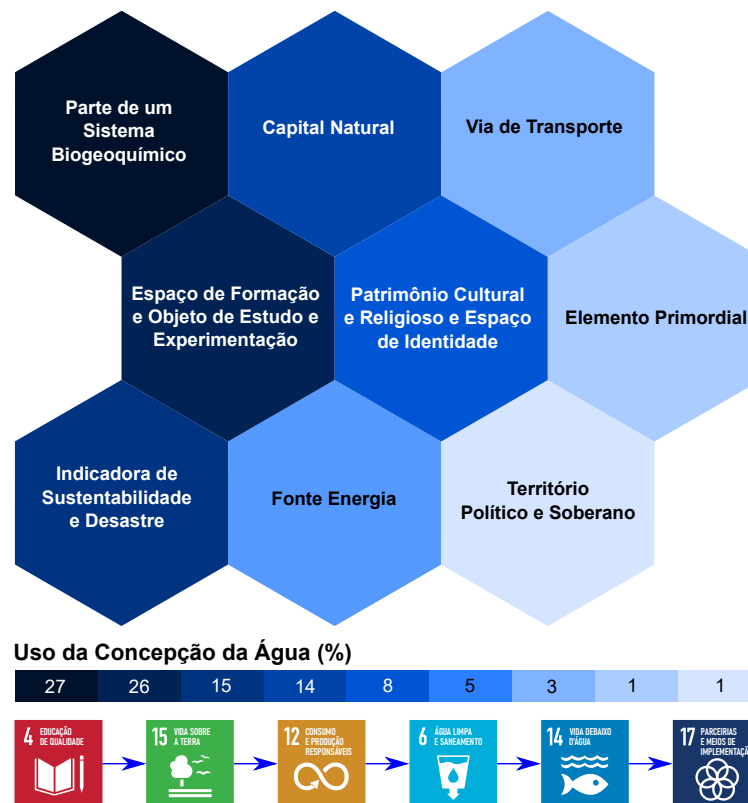 Parte de um
Sistema
Biogeoquímico
Capital Natural
Via de Transporte
Espaço de Formação
e Objeto de Estudo e
Experimentação
Patrimônio Cultural
e Religioso e Espaço
de Identidade
Elemento Primordial
Indicadora de
Sustentabilidade
e Desastre
Fonte Energia
Território
Político e Soberano
Uso da Concepção da Água (%)
27 26 15 14 8 5 3 1 1
4 EDUCAÇÃO
DE QUALIDADE
15 VIDA SOBRE
A TERRA
12 CONSUMO
E PRODUÇÃO
RESPONSÁVEIS
6 ÁGUA LIMPA
E SANEAMENTO
14 VIDA DEBAIXO
D'ÁGUA
17 PARCERIAS
E MEIOS DE
IMPLEMENTAÇÃO